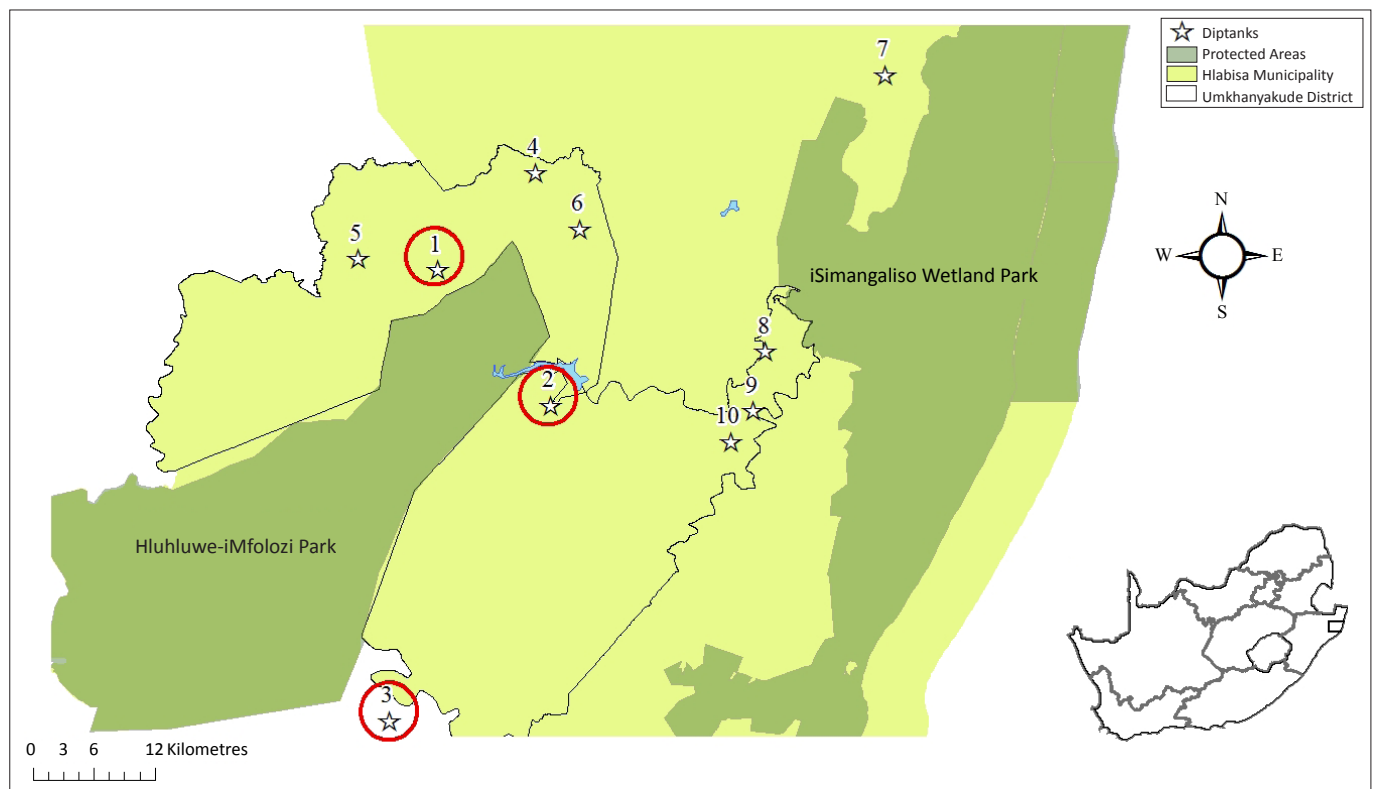 Diptanks
Protected Areas
Hlabisa Municipality
Umkhanyakude District
7
4
6
5
1
N
W
E
S
iSimangaliso Wetland Park
8
2
9
10
Hluhluwe-iMfolozi Park
3
0 3 6 12 Kilometres